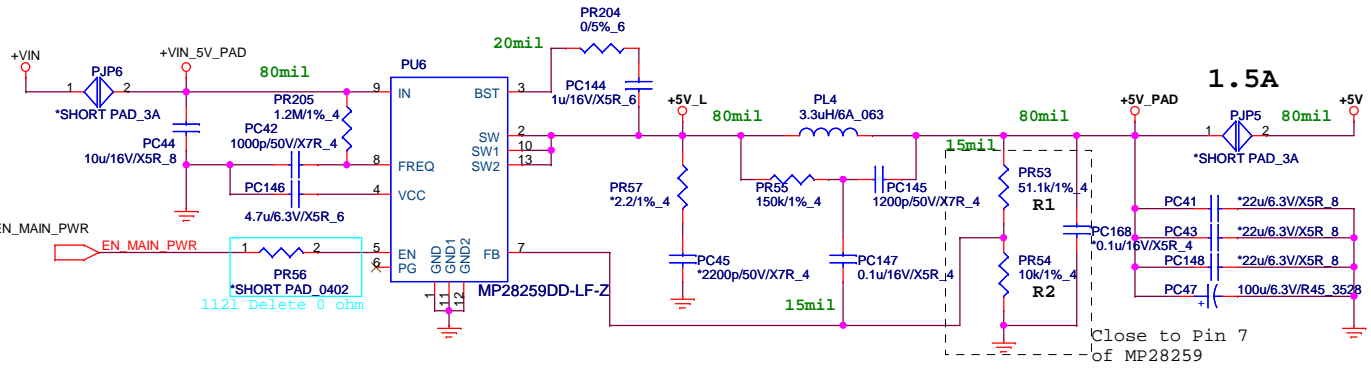 +VIN
PJP6
1
2
*SHORT PAD_3A
+VIN_5V_PAD
80mil
PR205
1.2M/1%_4
PC42
1000p/50V/X7R_4
PC44
10u/16V/X5R_8
PC146
4.7u/6.3V/X5R_6
EN_MAIN_PWR
EN_MAIN_PWR
1
2
PR56
*SHORT PAD_0402
1121 Delete 0 ohm
PU6
9
IN
8
FREQ
4
VCC
5
EN
6
PG
BST
3
SW
2
SW1
10
SW2
13
FB
7
GND
GND1
GND2
1
11
12
MP28259DD-LF-Z
20mil
PR204
0/5%_6
PC144
1u/16V/X5R_6
+5V_L
80mil
PL4
3.3uH/6A_063
PR57
*2.2/1%_4
PC45
*2200p/50V/X7R_4
PR55
150k/1%_4
PC145
1200p/50V/X7R_4
PC147
0.1u/16V/X5R_4
15mil
15mil
PR53
51.1k/1%_4
R1
PR54
10k/1%_4
R2
PC168
*0.1u/16V/X5R_4
Close to Pin 7
of MP28259
+5V_PAD
80mil
1.5A
PJP5
1
2
*SHORT PAD_3A
80mil
+5V
PC41
*22u/6.3V/X5R_8
PC43
*22u/6.3V/X5R_8
PC148
*22u/6.3V/X5R_8
PC47
+
100u/6.3V/R45_3528